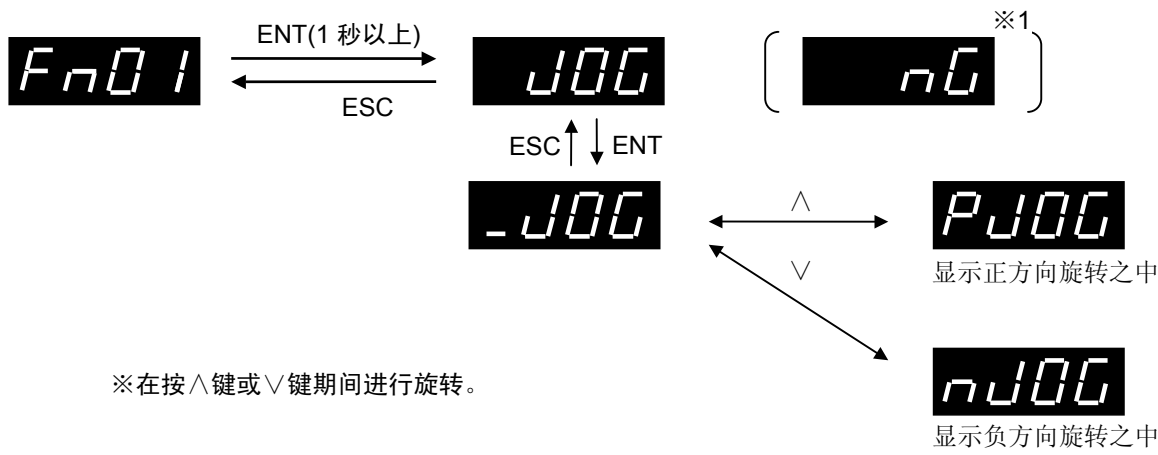 ※1
ENT(1 秒以上)
Fn01
JOG
nG
ESC
ESC
ENT
_JOG
∧
PJOG
显示正方向旋转之中
∨
※在按∧键或∨键期间进行旋转。
nJOG
显示负方向旋转之中